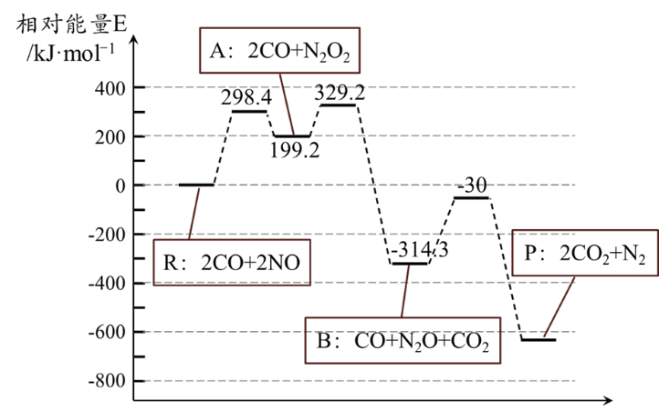 相对能量E
/kJ·mol⁻¹
A：2CO+N₂O₂
400
298.4
329.2
200
199.2
0
-30
-200
-314.3
R：2CO+2NO
P：2CO₂+N₂
-400
B：CO+N₂O+CO₂
-600
-800